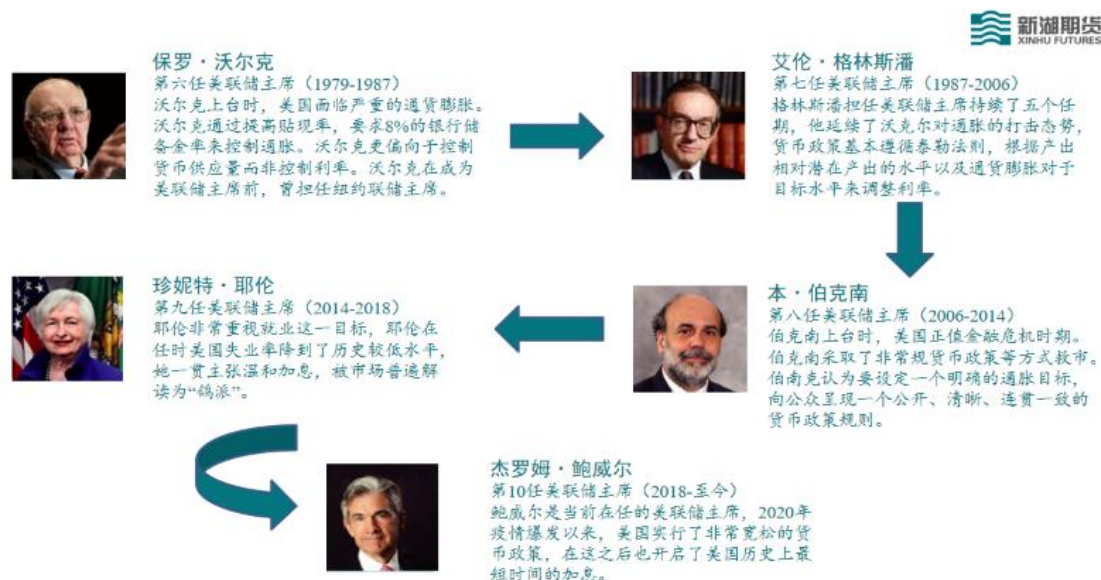 新湖期货
XINHU FUTURES
保罗·沃尔克
第六任美联储主席（1979-1987）
沃尔克上台时，美国面临严重的通货膨胀。
沃尔克通过提高贴现率，要求8%的银行储
备金率来控制通胀。沃尔克更偏向于控制
货币供应量而非控制利率。沃尔克在成为
美联储主席前，曾担任纽约联储主席。
艾伦·格林斯潘
第七任美联储主席（1987-2006）
格林斯潘担任美联储主席持续了五个任
期，他延续了沃克尔对通胀的打击态势，
货币政策基本遵循泰勒法则，根据产出
相对潜在产出的水平以及通货膨胀对于
目标水平来调整利率。
珍妮特·耶伦
第九任美联储主席（2014-2018）
耶伦非常重视就业这一目标，耶伦在
任时美国失业率降到了历史较低水平，
她一贯主张温和加息，被市场普遍解
读为“鸽派”。
本·伯克南
第八任美联储主席（2006-2014）
伯克南上台时，美国正值金融危机时期。
伯克南采取了非常规货币政策等方式救市。
伯南克认为要设定一个明确的通胀目标，
向公众呈现一个公开、清晰、连贯一致的
货币政策规则。
杰罗姆·鲍威尔
第10任美联储主席（2018-至今）
鲍威尔是当前在任的美联储主席，2020年
疫情爆发以来，美国实行了非常宽松的货
币政策，在这之后也开启了美国历史上最
短时间的加息。